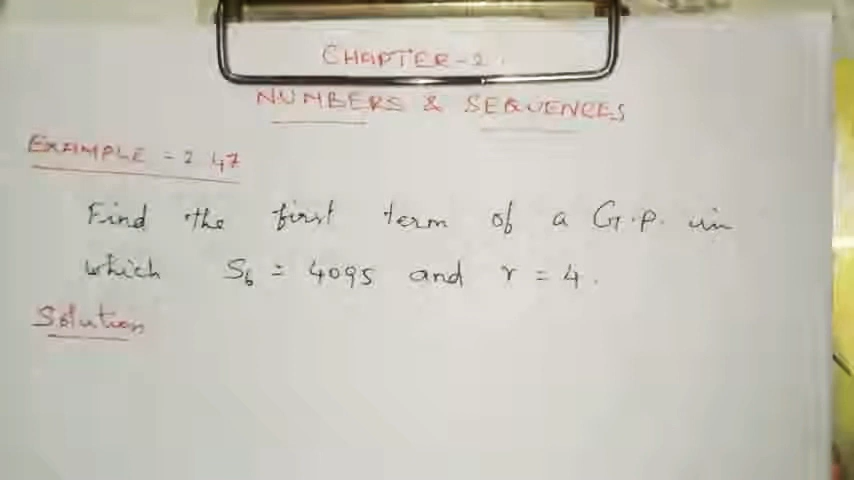 CHAPTER-2.
NUMBERS & SEQUENCES
EXAMPLE = 2 47
Find the first term of a G.P. in
which S₆ = 4095 and r = 4.
Solution